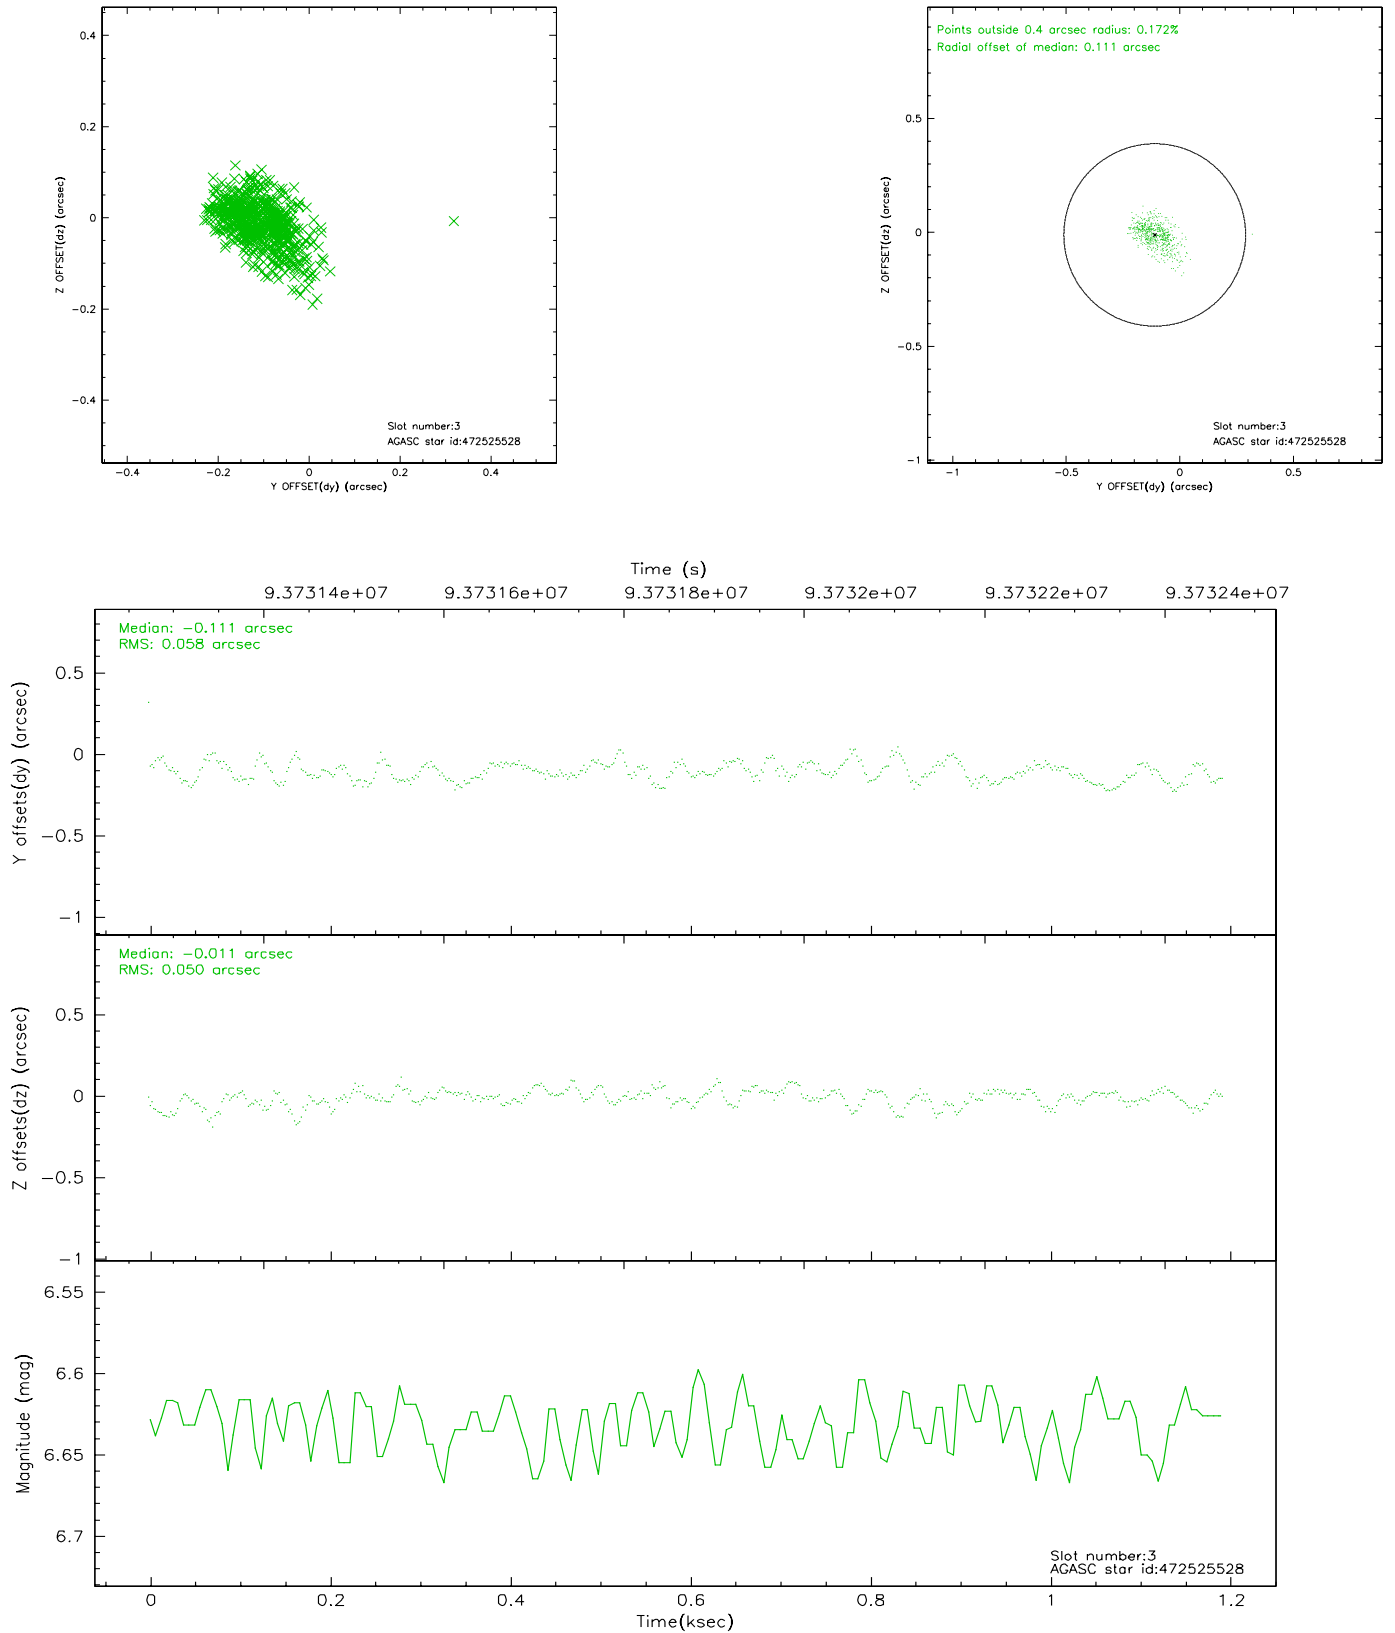 0.4
0.2
0
−0.2
−0.4
Z OFFSET(dz) (arcsec)
Slot number:3
AGASC star id:472525528
−0.4
−0.2
0
0.2
0.4
Y OFFSET(dy) (arcsec)
Points outside 0.4 arcsec radius: 0.172%
Radial offset of median: 0.111 arcsec
0.5
0
−0.5
−1
Z OFFSET(dz) (arcsec)
Slot number:3
AGASC star id:472525528
−1
−0.5
0
0.5
Y OFFSET(dy) (arcsec)
Time (s)
9.37314e+07
9.37316e+07
9.37318e+07
9.3732e+07
9.37322e+07
9.37324e+07
Median: −0.111 arcsec
RMS: 0.058 arcsec
0.5
0
−0.5
−1
Y offsets(dy) (arcsec)
Median: −0.011 arcsec
RMS: 0.050 arcsec
0.5
0
−0.5
−1
Z offsets(dz) (arcsec)
6.55
6.6
6.65
6.7
Magnitude (mag)
Slot number:3
AGASC star id:472525528
0
0.2
0.4
0.6
0.8
1
1.2
Time(ksec)